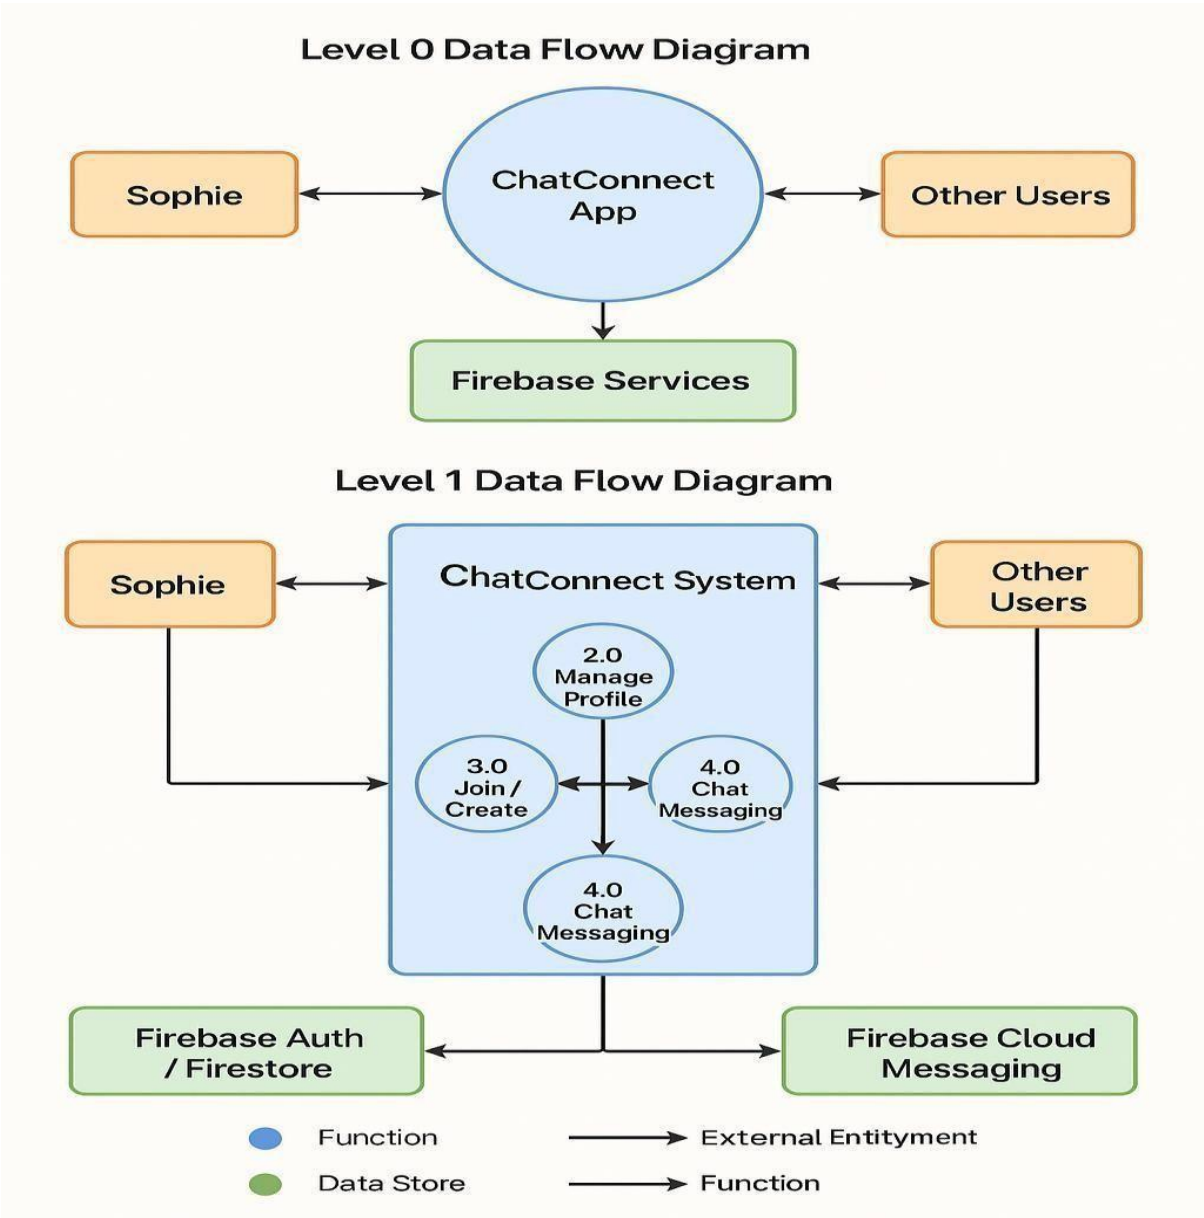 Level 0 Data Floww Diagram
Sophie
ChatConnect
App
Other Users
Firebase Services
Level 1 Data Flow Diagram
Sophie
ChatConnect System
Other
Users
2.0
Manage
Profile
3.0
Join /
Create
4.0
Chat
Messaging
4.0
Chat
Messaging
Firebase Auth
/ Firestore
Firebase Cloud
Messaging
Function
External Entityment
Data Store
Function